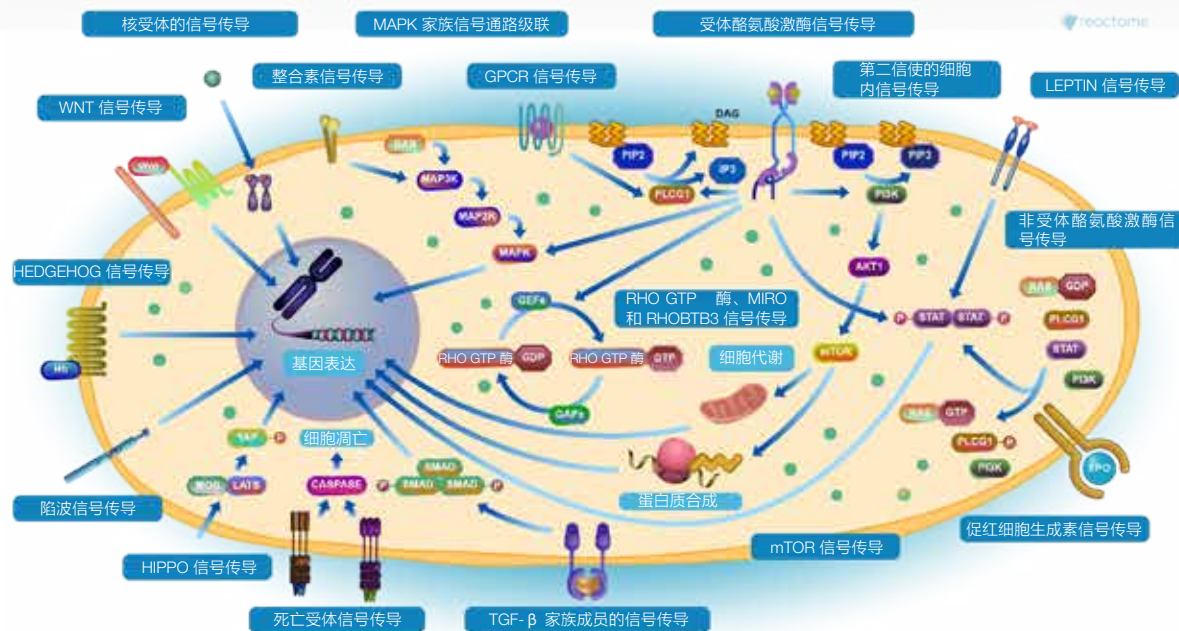 核受体的信号传导
MAPK 家族信号通路级联
受体酪氨酸激酶信号传导
reactome
整合素信号传导
GPCR 信号传导
第二信使的细胞
内信号传导
LEPTIN 信号传导
WNT 信号传导
DAG
PIP2
IP3
PLCG1
PIP2
PIP3
PI3K
RAS
MAP3K
MAP2K
MAPK
Wnt
非受体酪氨酸激酶信
号传导
HEDGEHOG 信号传导
AKT1
RAS GDP
PLCG1
STAT
PI3K
GEFs
RHO GTP 酶、MIRO
和 RHOBTB3 信号传导
P STAT STAT P
基因表达
RHO GTP 酶 GDP
RHO GTP 酶 GTP
细胞代谢
mTOR
Hh
GAPs
RAS GTP
PLCG1 P
PI3K
EPO
YAP P
细胞凋亡
SMAD
P SMAD SMAD P
MOB LATS
CASPASE
蛋白质合成
陷波信号传导
促红细胞生成素信号传导
mTOR 信号传导
HIPPO 信号传导
死亡受体信号传导
TGF-β 家族成员的信号传导